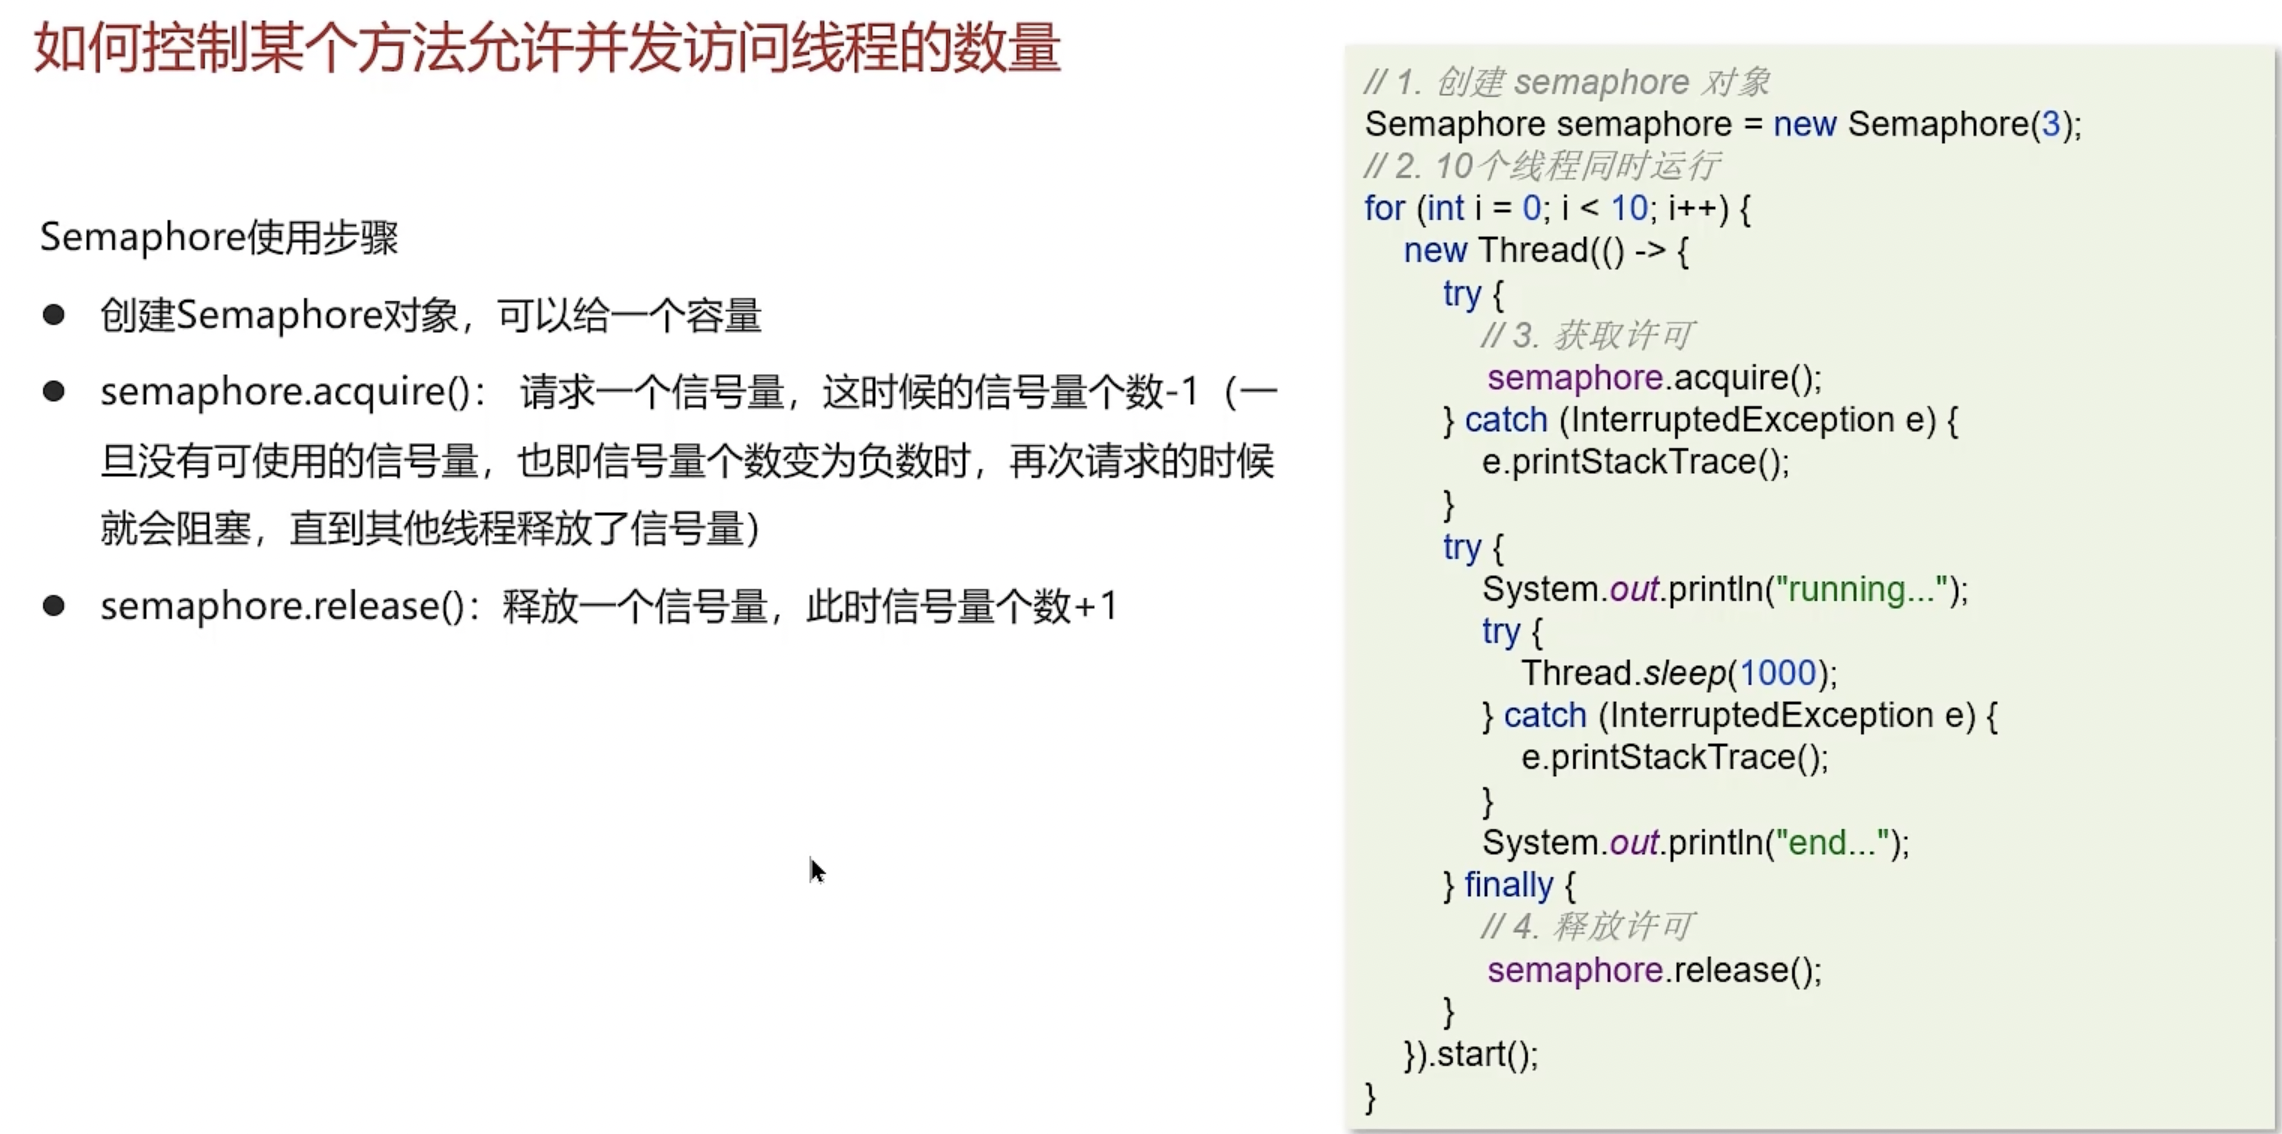 如何控制某个方法允许并发访问线程的数量
Semaphore使用步骤
● 创建Semaphore对象，可以给一个容量
● semaphore.acquire()： 请求一个信号量，这时候的信号量个数-1（一
旦没有可使用的信号量，也即信号量个数变为负数时，再次请求的时候
就会阻塞，直到其他线程释放了信号量）
● semaphore.release()：释放一个信号量，此时信号量个数+1
// 1. 创建 semaphore 对象
Semaphore semaphore = new Semaphore(3);
// 2. 10个线程同时运行
for (int i = 0; i < 10; i++) {
    new Thread(() -> {
        try {
            // 3. 获取许可
            semaphore.acquire();
        } catch (InterruptedException e) {
            e.printStackTrace();
        }
        try {
            System.out.println("running...");
            try {
                Thread.sleep(1000);
            } catch (InterruptedException e) {
                e.printStackTrace();
            }
            System.out.println("end...");
        } finally {
            // 4. 释放许可
            semaphore.release();
        }
    }).start();
}